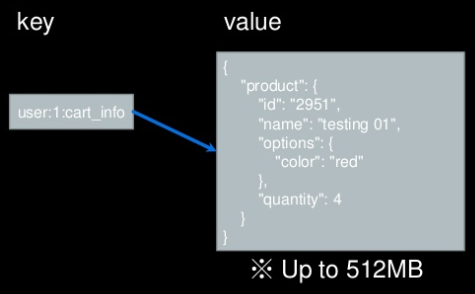 key
value
user:1:cart_info
{
"product": {
"id": "2951",
"name": "testing 01",
"options": {
"color": "red"
},
"quantity": 4
}
}
※ Up to 512MB